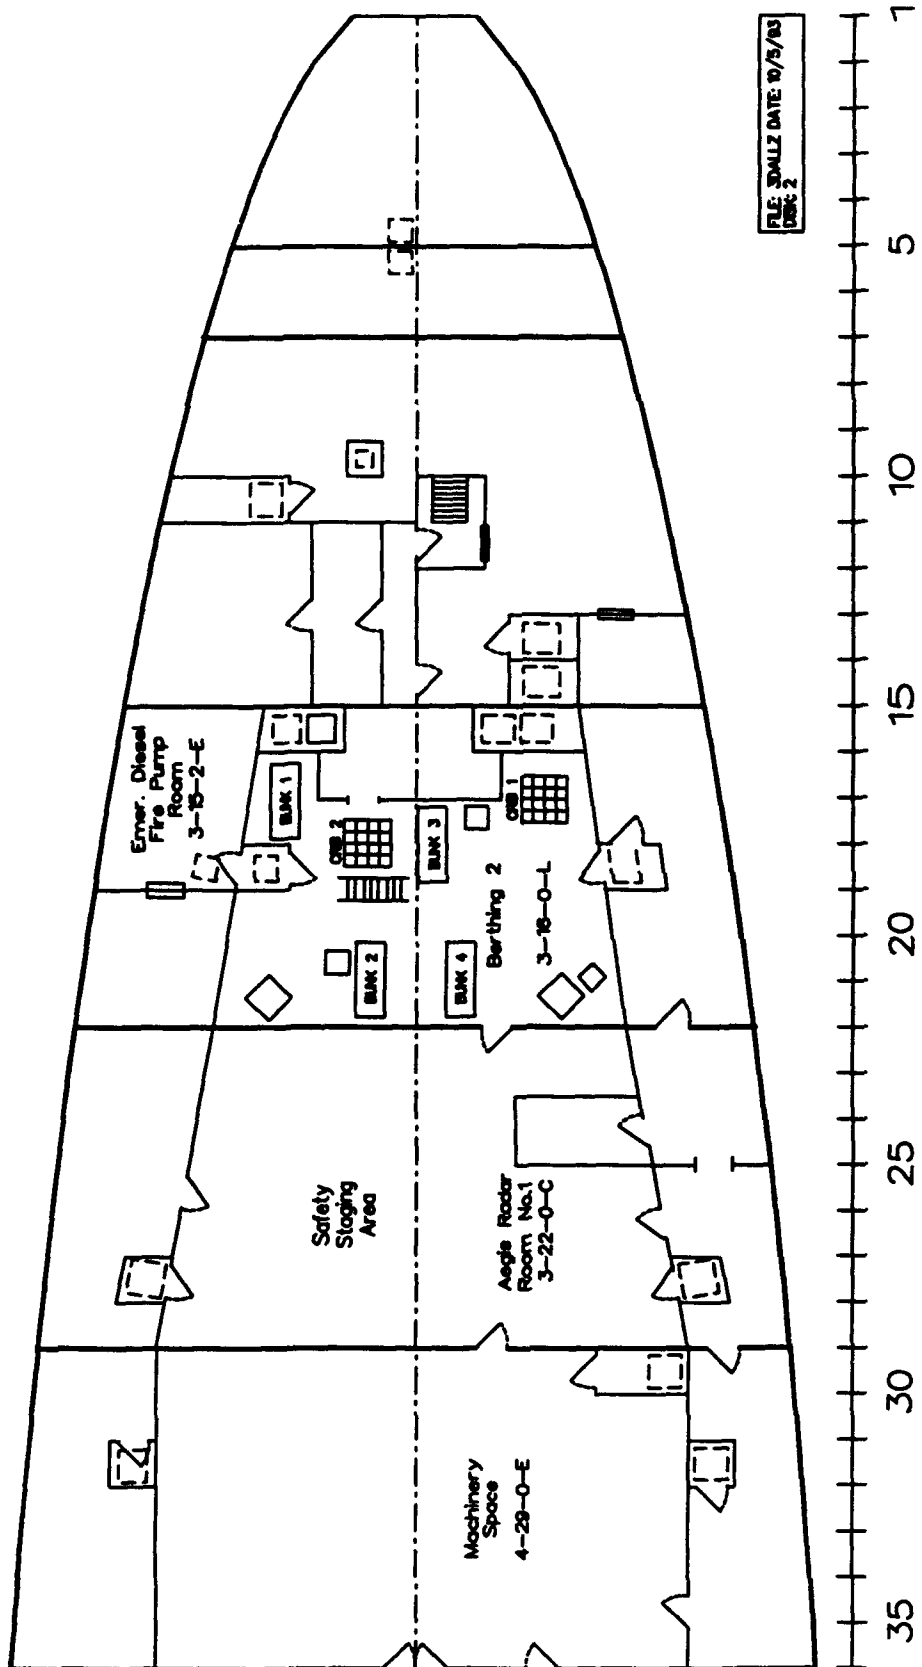 FILE: 3DALLZ DATE: 10/5/93
DISK: 2
1
5
10
15
20
25
30
35
Emer. Diesel
Fire Pump
Room
3-15-2-E
BUNK 1
CRIB 2
BUNK 3
CRIB 1
Berthing 2
3-16-0-L
BUNK 2
BUNK 4
Safety
Staging
Area
Aegis Radar
Room No.1
3-22-0-C
Machinery
Space
4-29-0-E